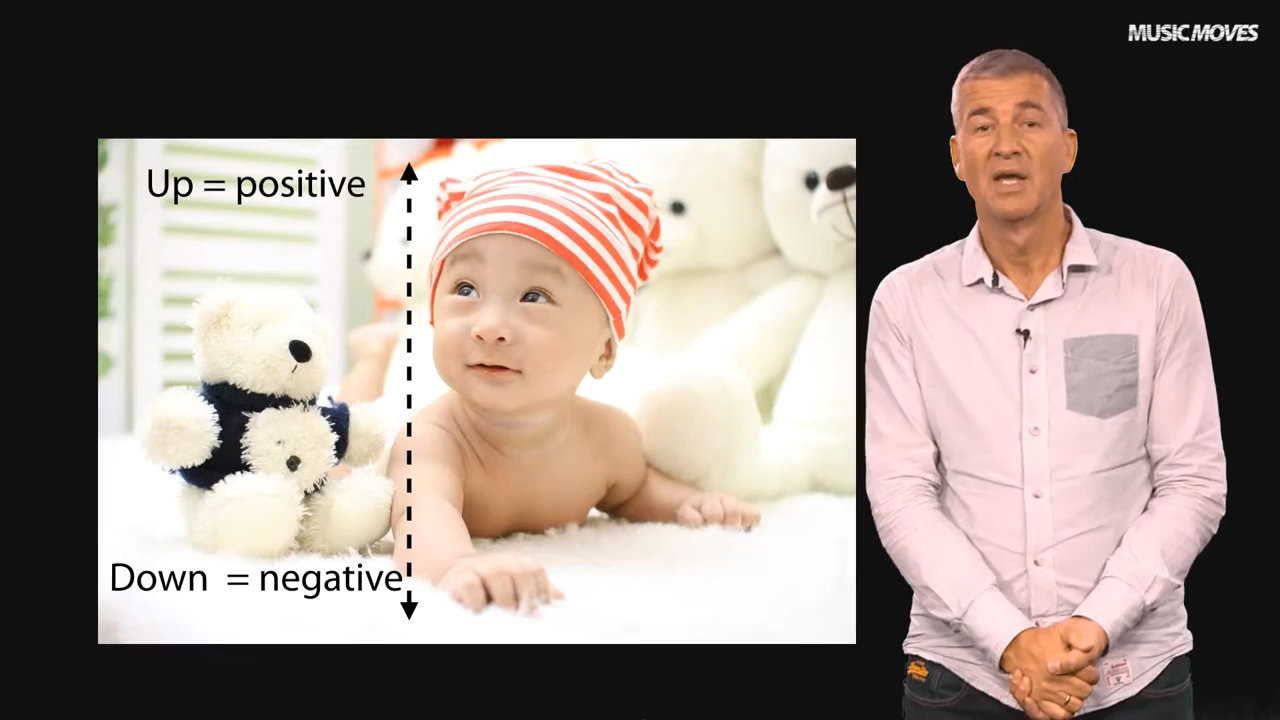 MUSIC MOVES
Up = positive
Down = negative